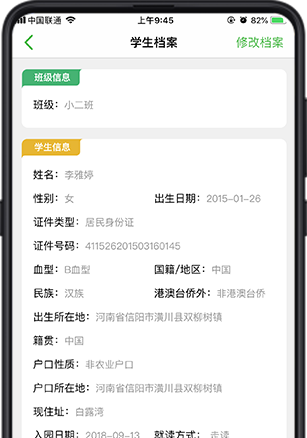 中国联通 上午9:45 82%
学生档案 修改档案
班级信息
班级：小二班
学生信息
姓名：李雅婷
性别：女 出生日期：2015-01-26
证件类型：居民身份证
证件号码：411526201503160145
血型：B血型 国籍/地区：中国
民族：汉族 港澳台侨外：非港澳台侨
出生所在地：河南省信阳市潢川县双柳树镇
籍贯：中国
户口性质：非农业户口
户口所在地：河南省信阳市潢川县双柳树镇
现住址：白露湾
入园日期：2018-09-13 就读方式：走读